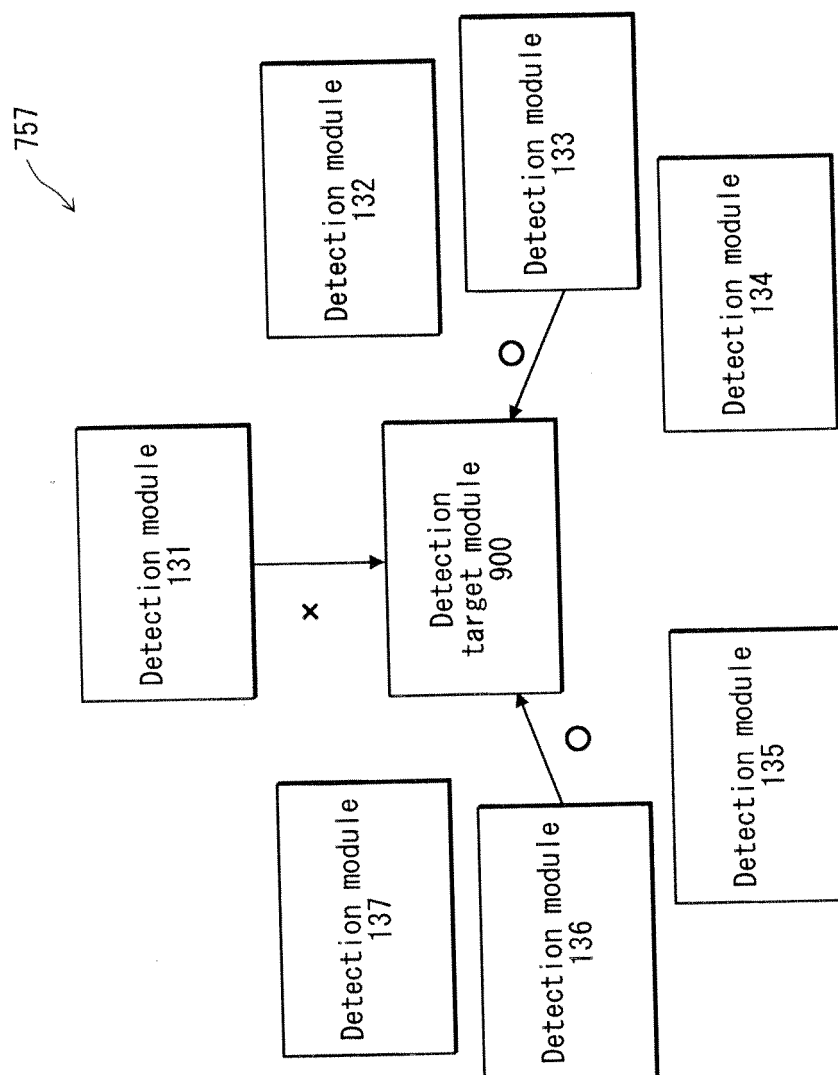 757
Detection module
131
Detection module
132
Detection module
133
Detection module
134
Detection module
135
Detection module
136
Detection module
137
Detection
target module
900
×
○
○